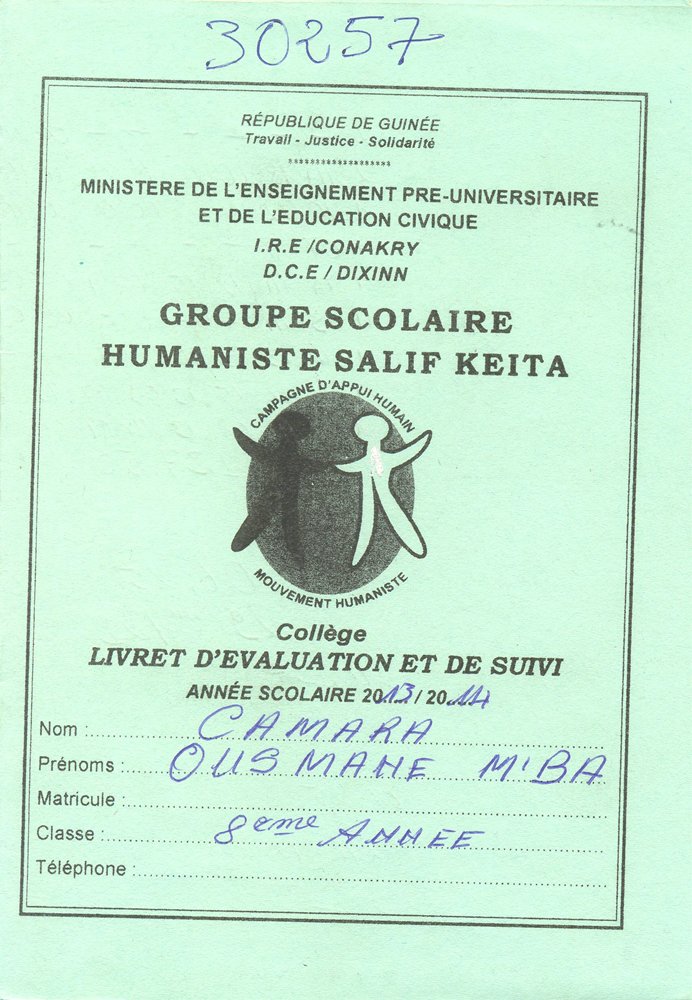 30257
RÉPUBLIQUE DE GUINÉE
Travail - Justice - Solidarité
*******************
MINISTERE DE L'ENSEIGNEMENT PRE-UNIVERSITAIRE
ET DE L'EDUCATION CIVIQUE
I.R.E /CONAKRY
D.C.E / DIXINN
GROUPE SCOLAIRE
HUMANISTE SALIF KEITA
CAMPAGNE D'APPUI HUMAIN
MOUVEMENT HUMANISTE
Collège
LIVRET D'EVALUATION ET DE SUIVI
ANNÉE SCOLAIRE 2013/ 2014
Nom : CAMARA
Prénoms : OUSMANE M'BA
Matricule :
Classe : 8eme ANNEE
Téléphone :